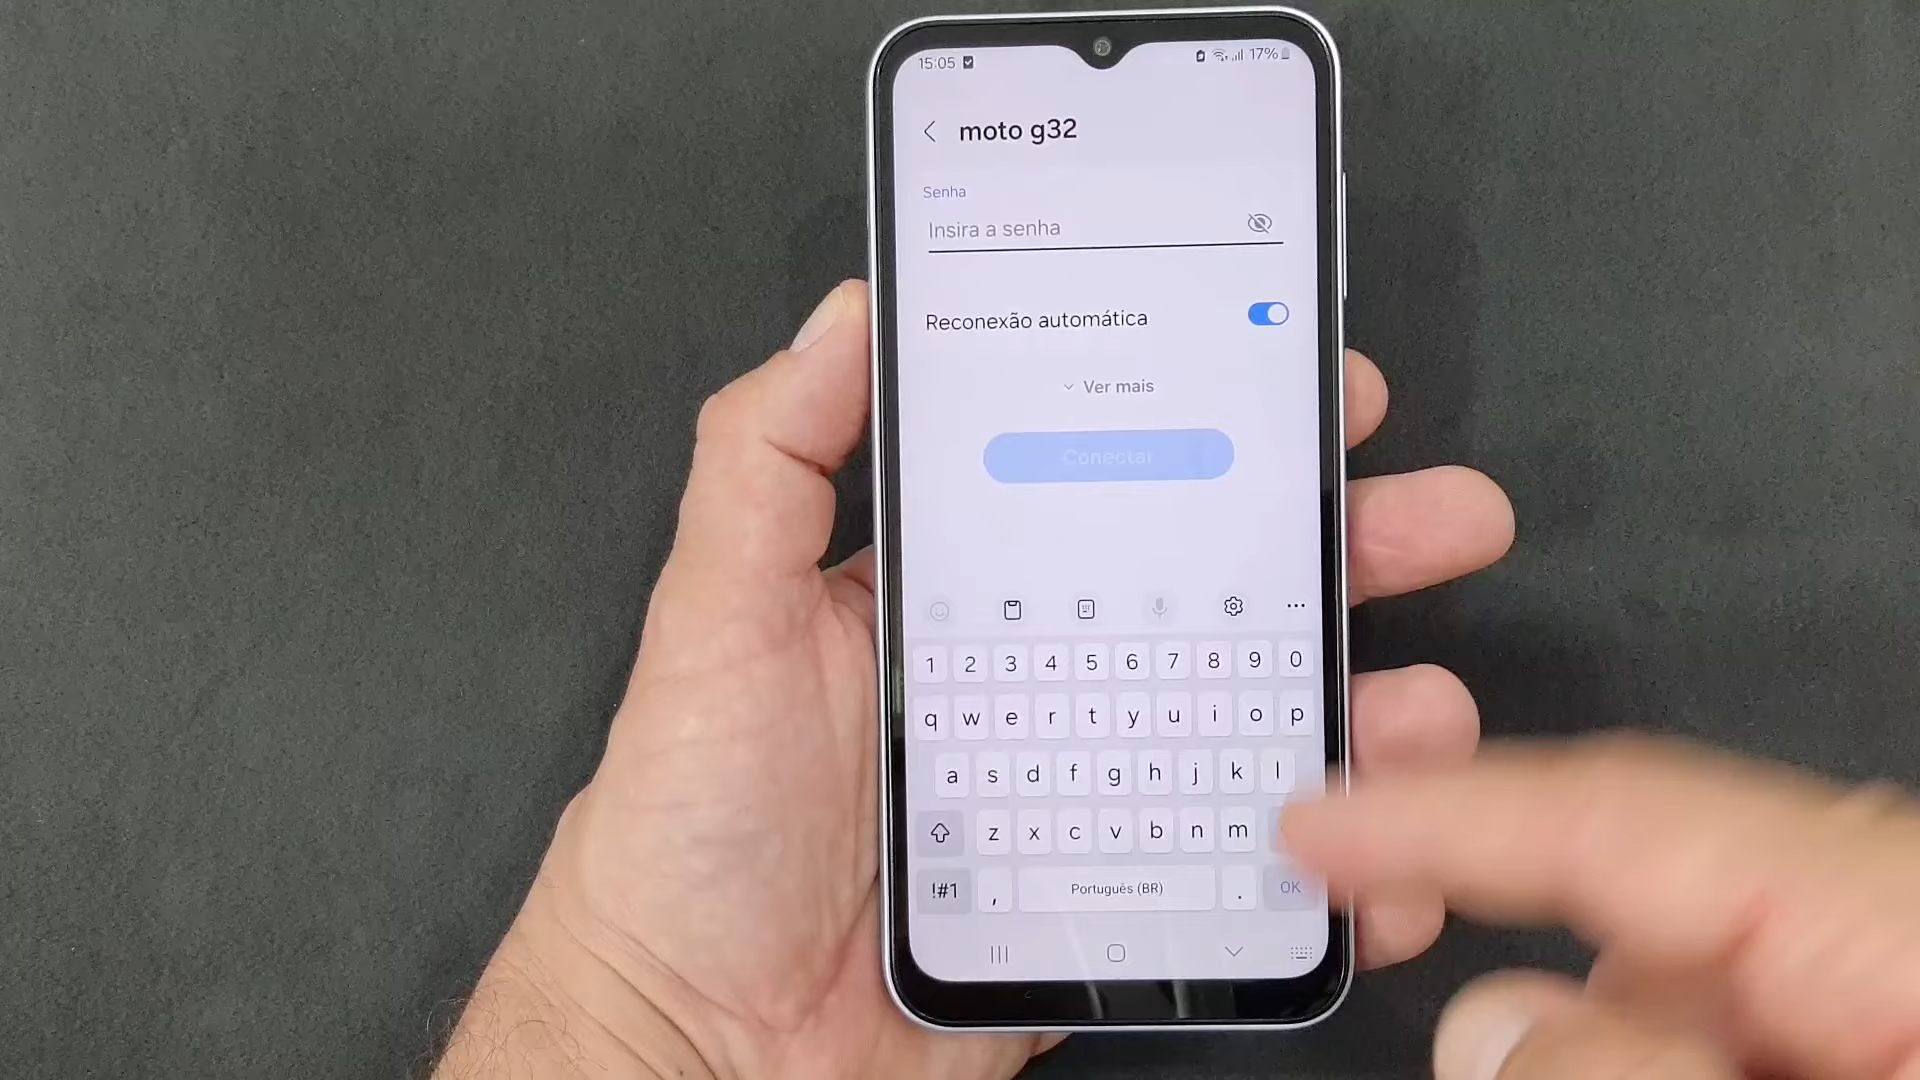 15:05
17%
moto g32
Senha
Insira a senha
Reconexão automática
Ver mais
Conectar
1 2 3 4 5 6 7 8 9 0
q w e r t y u i o p
a s d f g h j k l
z x c v b n m
!#1 , Português (BR) . OK